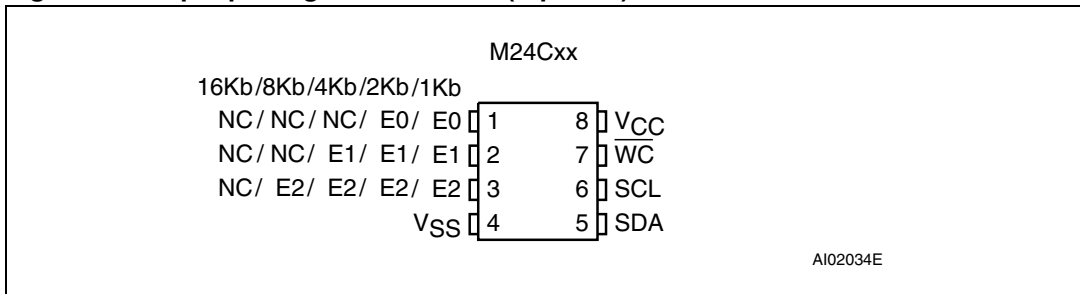 M24Cxx
16Kb/8Kb/4Kb/2Kb/1Kb
NC/ NC/ NC/ E0/ E0 1 8 VCC
NC/ NC/ E1/ E1/ E1 2 7 W̅C̅
NC/ E2/ E2/ E2/ E2 3 6 SCL
VSS 4 5 SDA
AI02034E